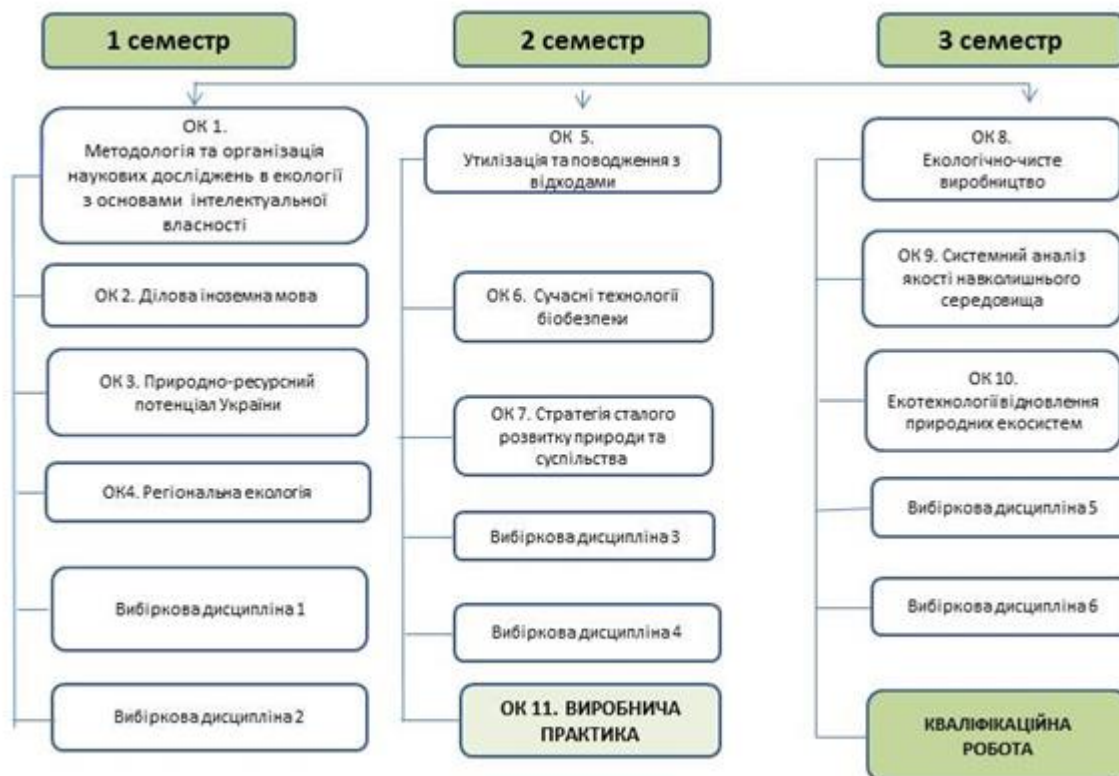 1 семестр
2 семестр
3 семестр
ОК 1.
Методологія та організація
наукових досліджень в екології
з основами інтелектуальної
власності
ОК 2. Ділова іноземна мова
ОК 3. Природно-ресурсний
потенціал України
ОК4. Регіональна екологія
Вибіркова дисципліна 1
Вибіркова дисципліна 2
ОК 5.
Утилізація та поводження з
відходами
ОК 6. Сучасні технології
біобезпеки
ОК 7. Стратегія сталого
розвитку природи та
суспільства
Вибіркова дисципліна 3
Вибіркова дисципліна 4
ОК 11. ВИРОБНИЧА
ПРАКТИКА
ОК 8.
Екологічно-чисте
виробництво
ОК 9. Системний аналіз
якості навколишнього
середовища
ОК 10.
Екотехнології відновлення
природних екосистем
Вибіркова дисципліна 5
Вибіркова дисципліна 6
КВАЛІФІКАЦІЙНА
РОБОТА